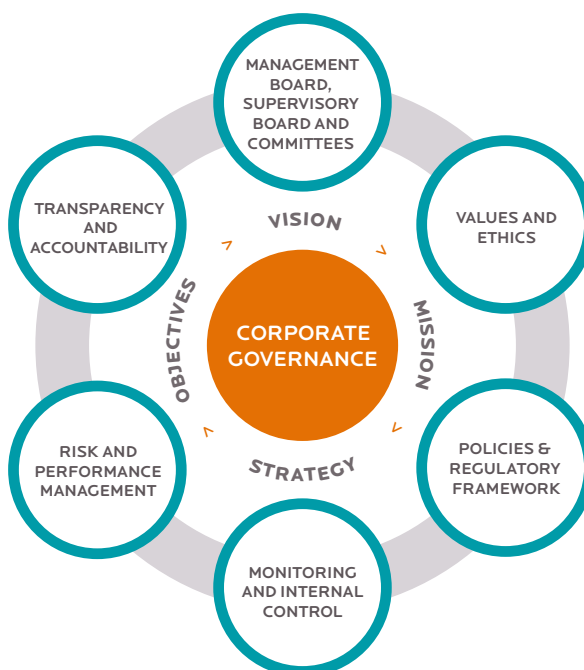 MANAGEMENT
BOARD,
SUPERVISORY
BOARD AND
COMMITTEES
TRANSPARENCY
AND
ACCOUNTABILITY
VALUES AND
ETHICS
VISION
OBJECTIVES
MISSION
CORPORATE
GOVERNANCE
STRATEGY
RISK AND
PERFORMANCE
MANAGEMENT
POLICIES &
REGULATORY
FRAMEWORK
MONITORING
AND INTERNAL
CONTROL